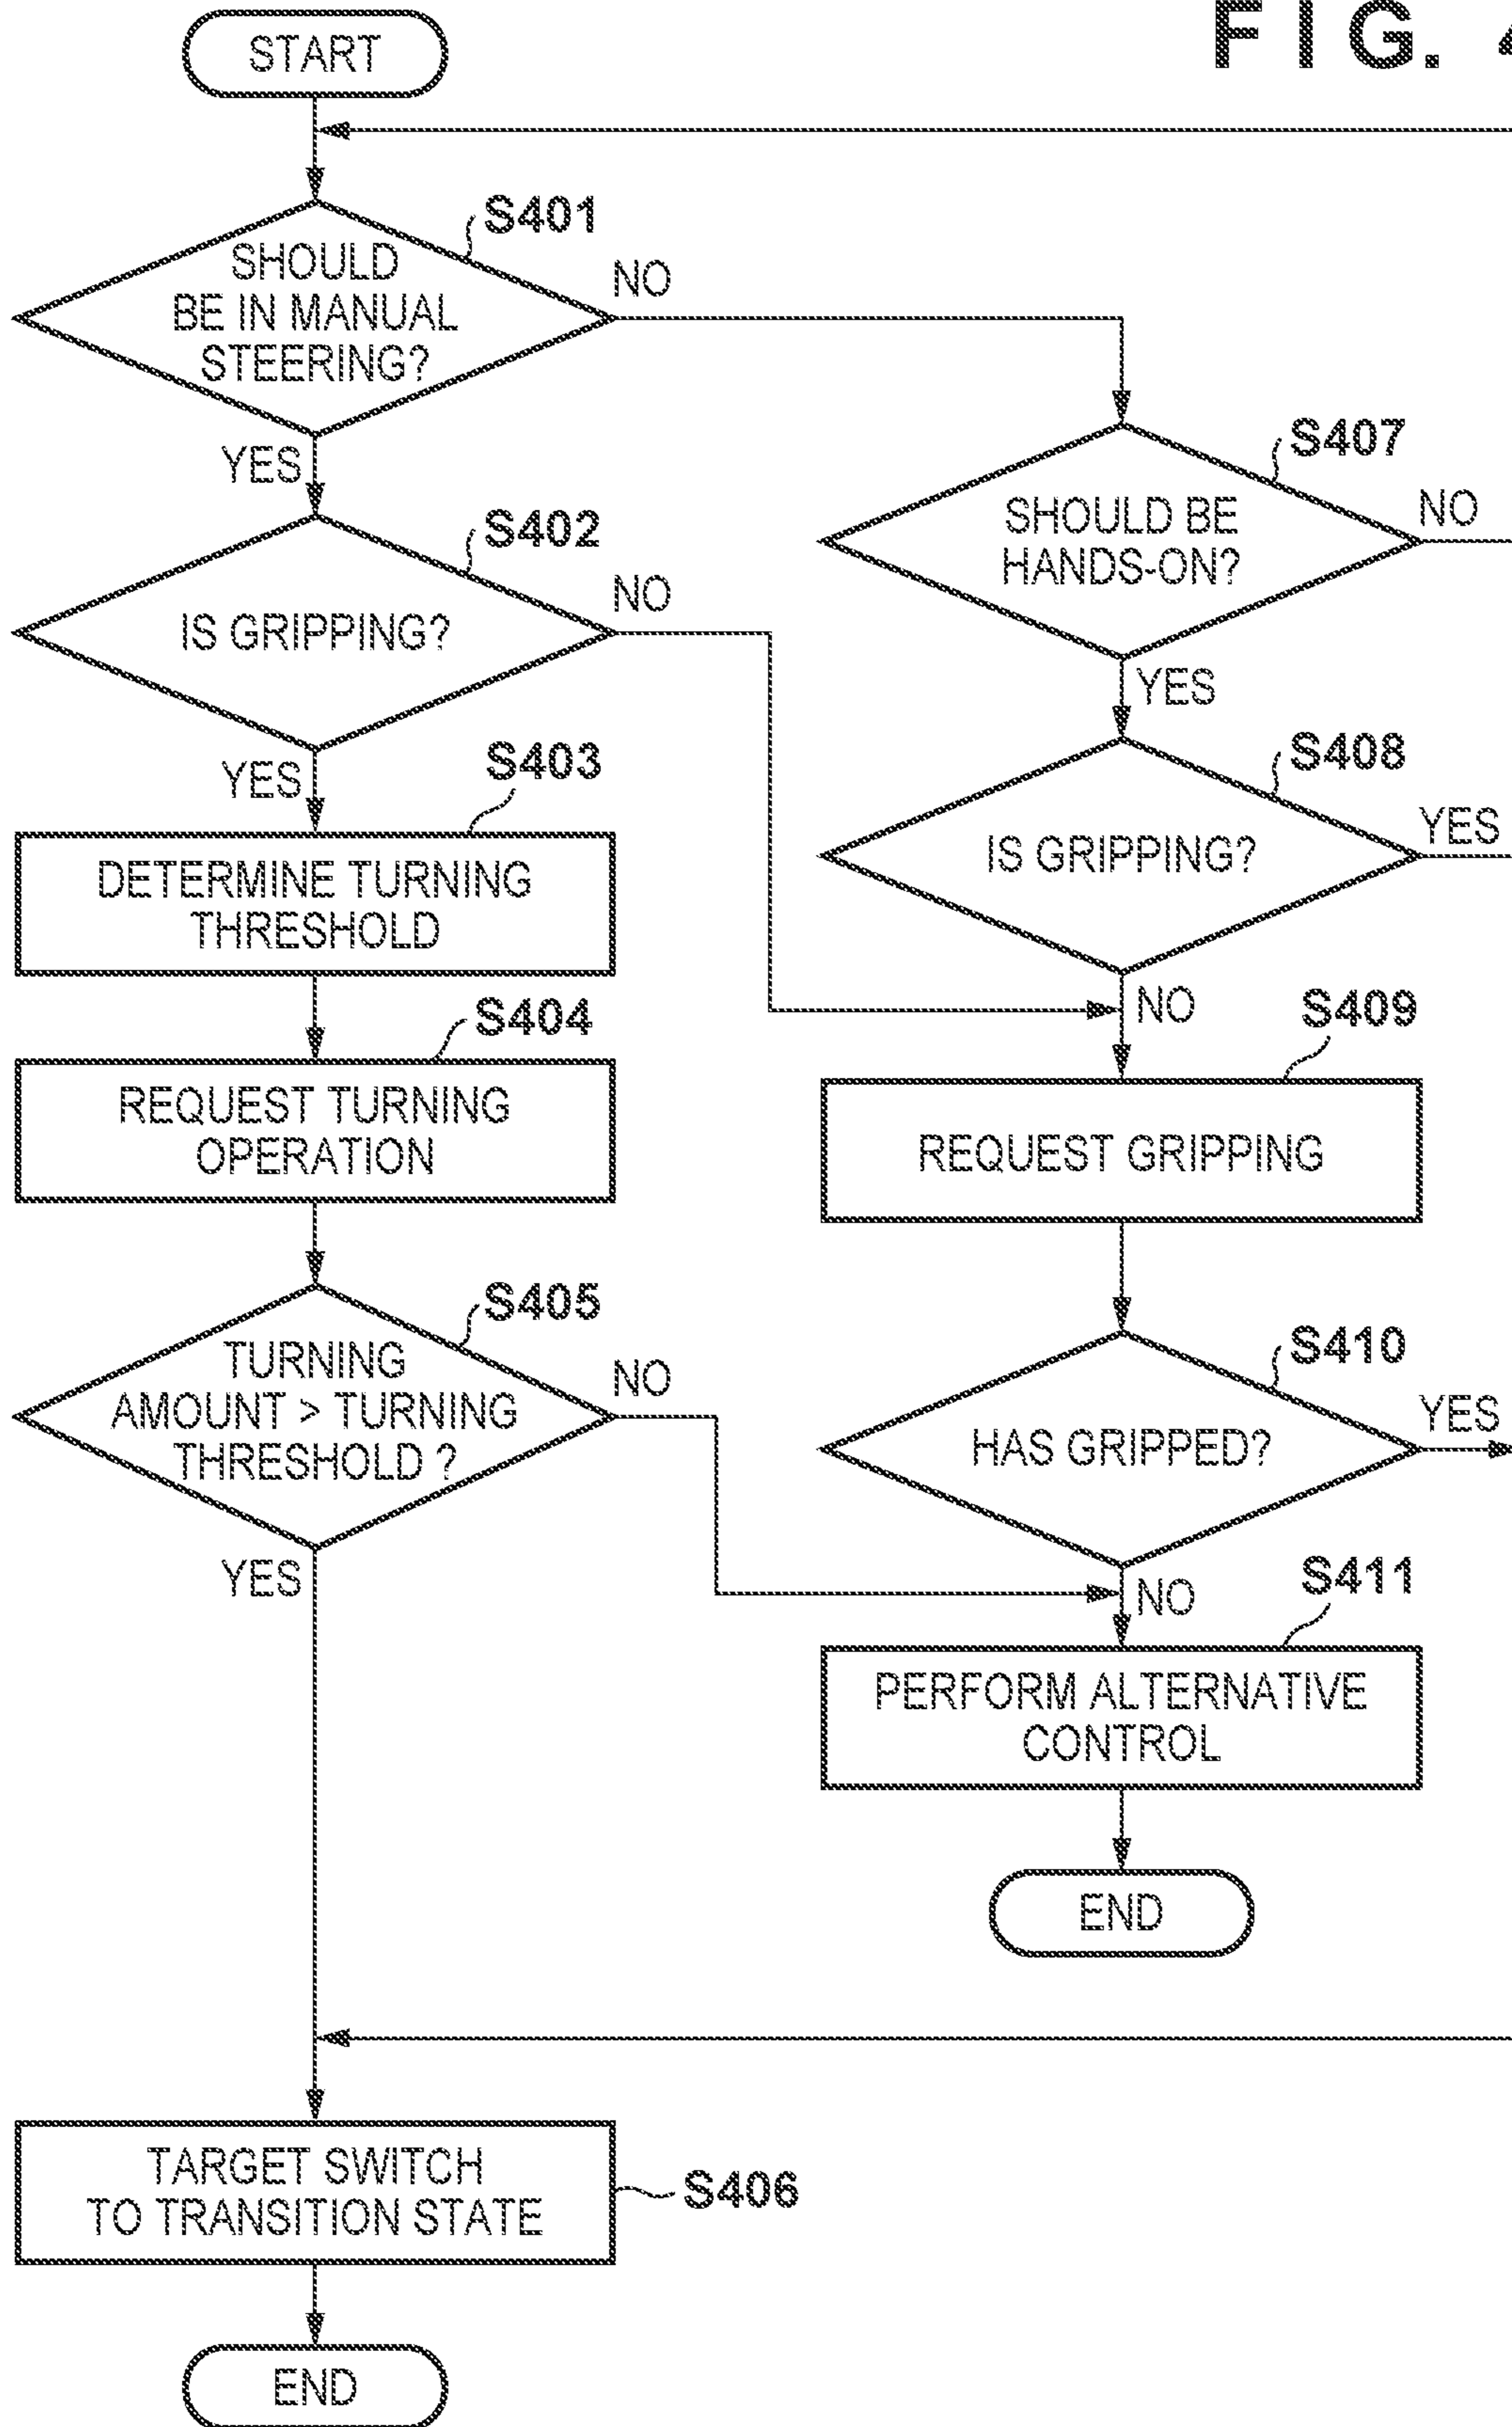 FIG. 4
START
S401
SHOULD
BE IN MANUAL
STEERING?
NO
YES
S402
IS GRIPPING?
NO
YES
S403
DETERMINE TURNING
THRESHOLD
S404
REQUEST TURNING
OPERATION
S405
TURNING
AMOUNT > TURNING
THRESHOLD ?
NO
YES
TARGET SWITCH
TO TRANSITION STATE
S406
END
S407
SHOULD BE
HANDS-ON?
NO
YES
S408
IS GRIPPING?
YES
NO
S409
REQUEST GRIPPING
S410
HAS GRIPPED?
YES
NO
S411
PERFORM ALTERNATIVE
CONTROL
END